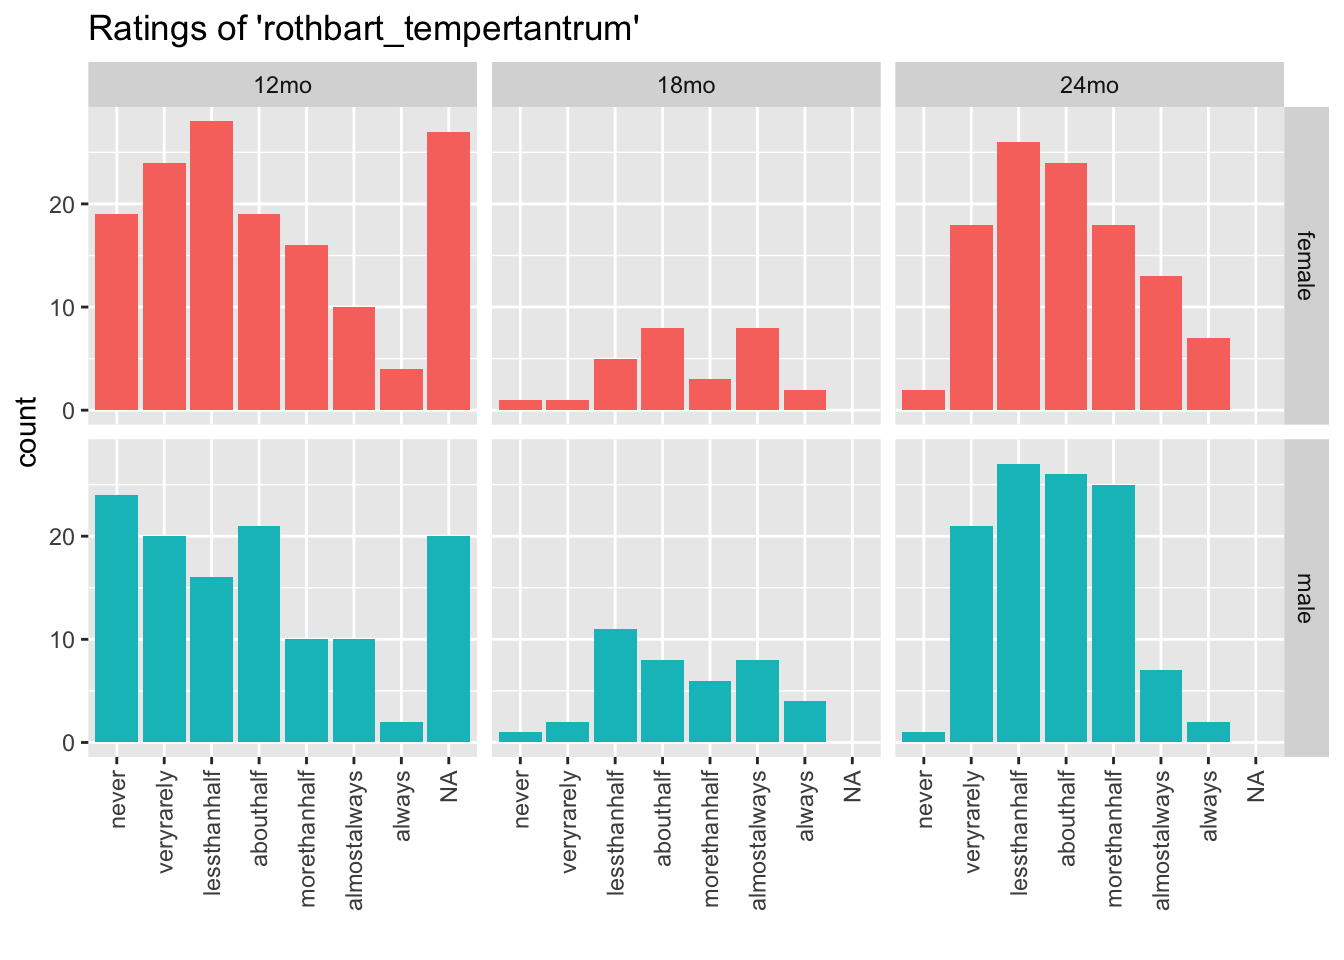 Ratings of 'rothbart_tempertantrum'
12mo
18mo
24mo
count
20
10
0
female
20
10
0
male
never
veryrarely
lessthanhalf
abouthalf
morethanhalf
almostalways
always
NA
never
veryrarely
lessthanhalf
abouthalf
morethanhalf
almostalways
always
NA
never
veryrarely
lessthanhalf
abouthalf
morethanhalf
almostalways
always
NA